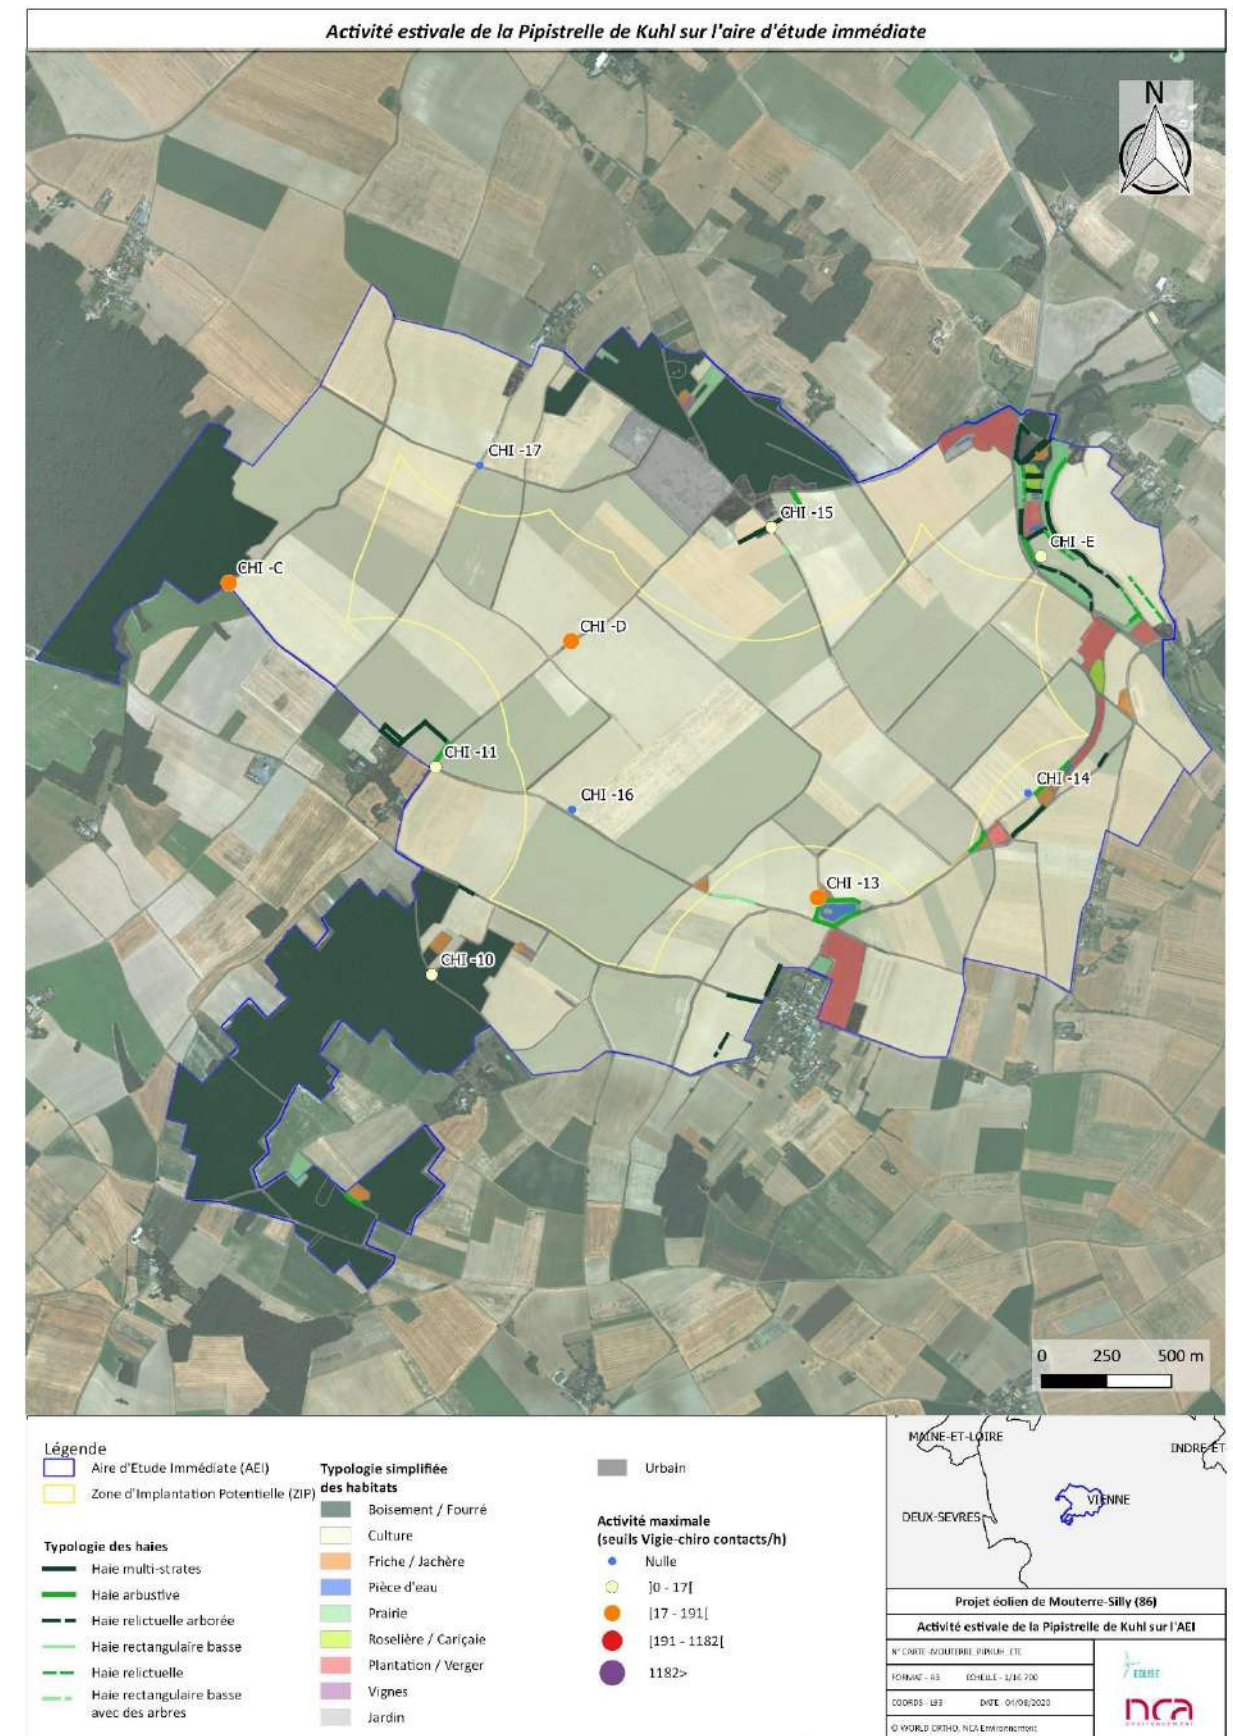 Activité estivale de la Pipistrelle de Kuhl sur l'aire d'étude immédiate
N
CHI -17
CHI -15
CHI -E
CHI -C
CHI -D
CHI -11
CHI -14
CHI -16
CHI -13
CHI -10
0 250 500 m
Légende
Aire d'Etude Immédiate (AEI)
Zone d'Implantation Potentielle (ZIP)
Typologie des haies
Haie multi-strates
Haie arbustive
Haie relictuelle arborée
Haie rectangulaire basse
Haie relictuelle
Haie rectangulaire basse
avec des arbres
Typologie simplifiée
des habitats
Boisement / Fourré
Culture
Friche / Jachère
Pièce d'eau
Prairie
Roselière / Cariçaie
Plantation / Verger
Vignes
Jardin
Urbain
Activité maximale
(seuils Vigie-chiro contacts/h)
Nulle
]0 - 17[
[17 - 191[
[191 - 1182[
1182>
MAINE-ET-LOIRE
INDRE-ET-
VIENNE
DEUX-SEVRES
Projet éolien de Mouterre-Silly (86)
Activité estivale de la Pipistrelle de Kuhl sur l'AEI
N° CARTE -MOUTERRE_PIPKUH_ETE
FORMAT - A3 ECHELLE - 1/16 700
COORDS - L93 DATE - 04/08/2020
© WORLD ORTHO, NCA Environnement
nca
environnement